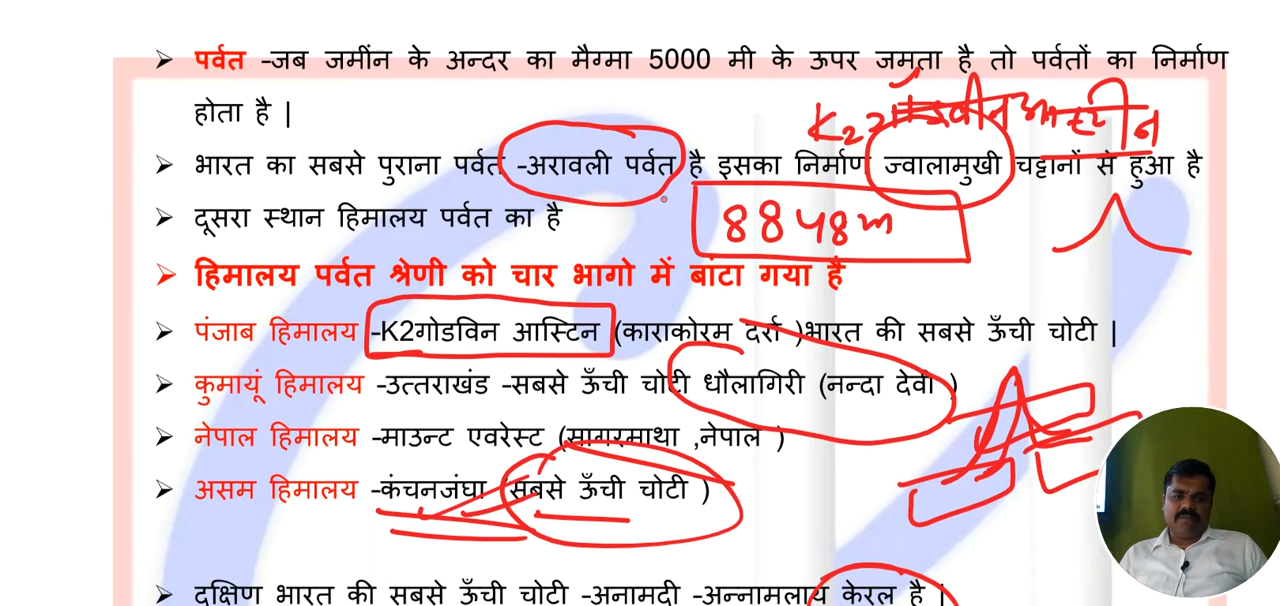 ➢ पर्वत -जब जमींन के अन्दर का मैग्मा 5000 मी के ऊपर जमता है तो पर्वतों का निर्माण
होता है |
K2 गॉडवीन आस्टीन
➢ भारत का सबसे पुराना पर्वत -अरावली पर्वत है इसका निर्माण ज्वालामुखी चट्टानों से हुआ है
➢ दूसरा स्थान हिमालय पर्वत का है
8848m
➢ हिमालय पर्वत श्रेणी को चार भागो में बांटा गया है
➢ पंजाब हिमालय -K2गोडविन आस्टिन (काराकोरम दर्रा )भारत की सबसे ऊँची चोटी |
➢ कुमायूं हिमालय -उत्तराखंड -सबसे ऊँची चोटी धौलागिरी (नन्दा देवी )
➢ नेपाल हिमालय -माउन्ट एवरेस्ट (सागरमाथा ,नेपाल )
➢ असम हिमालय -कंचनजंघा सबसे ऊँची चोटी )
➢ दक्षिण भारत की सबसे ऊँची चोटी -अनामदी -अन्नामलाय केरल है |